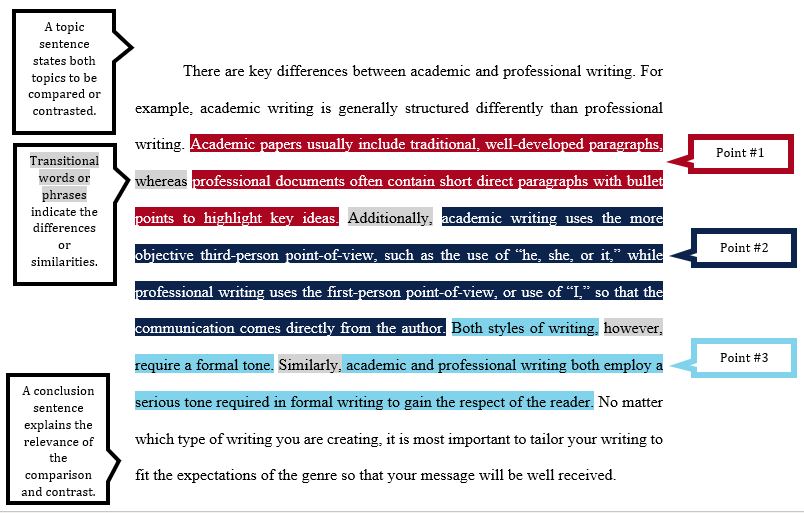 A topic
sentence
states both
topics to be
compared or
contrasted.
Transitional
words or
phrases
indicate the
differences
or
similarities.
A conclusion
sentence
explains the
relevance of
the
comparison
and contrast.
There are key differences between academic and professional writing. For
example, academic writing is generally structured differently than professional
writing. Academic papers usually include traditional, well-developed paragraphs,
whereas professional documents often contain short direct paragraphs with bullet
points to highlight key ideas. Additionally, academic writing uses the more
objective third-person point-of-view, such as the use of “he, she, or it,” while
professional writing uses the first-person point-of-view, or use of “I,” so that the
communication comes directly from the author. Both styles of writing, however,
require a formal tone. Similarly, academic and professional writing both employ a
serious tone required in formal writing to gain the respect of the reader. No matter
which type of writing you are creating, it is most important to tailor your writing to
fit the expectations of the genre so that your message will be well received.
Point #1
Point #2
Point #3